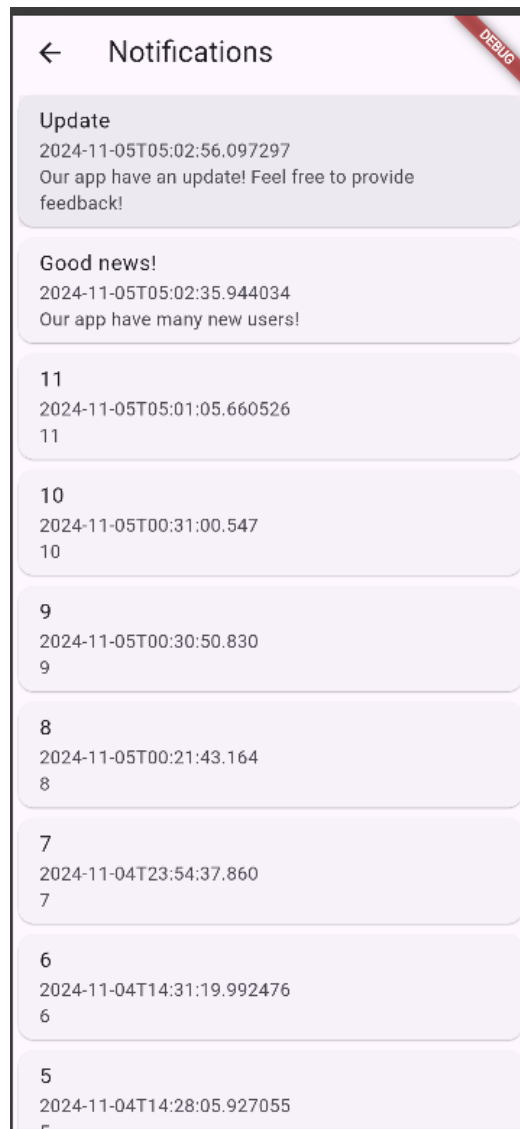 Notifications
DEBUG
Update
2024-11-05T05:02:56.097297
Our app have an update! Feel free to provide
feedback!
Good news!
2024-11-05T05:02:35.944034
Our app have many new users!
11
2024-11-05T05:01:05.660526
11
10
2024-11-05T00:31:00.547
10
9
2024-11-05T00:30:50.830
9
8
2024-11-05T00:21:43.164
8
7
2024-11-04T23:54:37.860
7
6
2024-11-04T14:31:19.992476
6
5
2024-11-04T14:28:05.927055